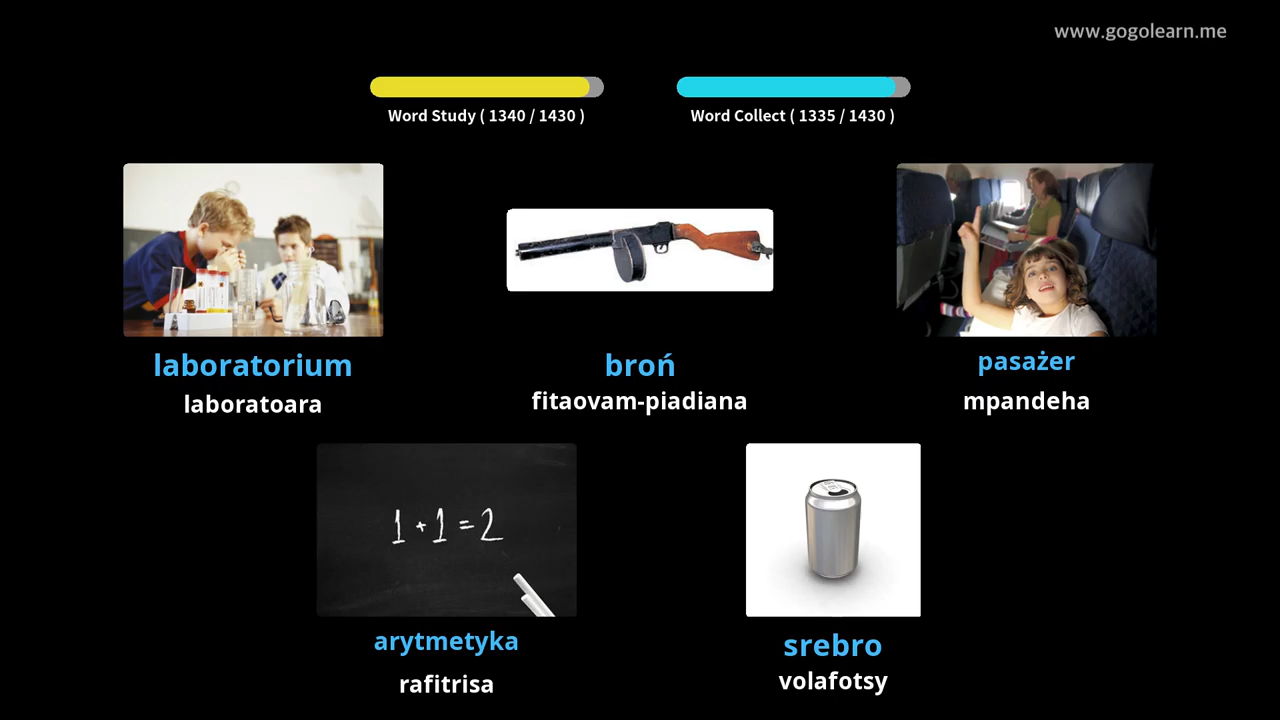 www.gogolearn.me
Word Study ( 1340 / 1430 )
Word Collect ( 1335 / 1430 )
laboratorium
laboratoara
broń
fitaovam-piadiana
pasażer
mpandeha
1 + 1 = 2
arytmetyka
rafitrisa
srebro
volafotsy